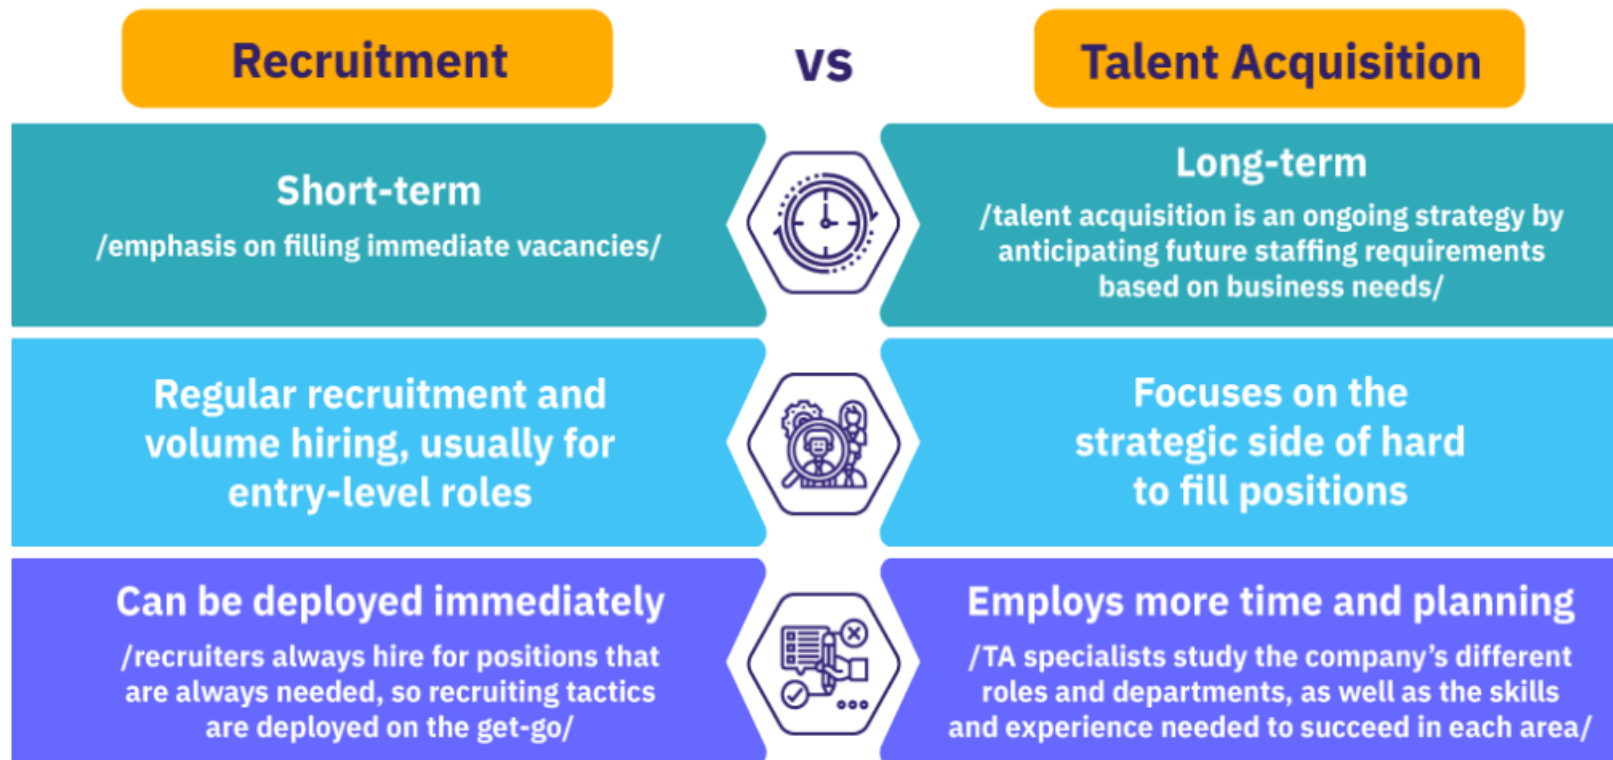 Recruitment
vs
Talent Acquisition
Short-term
/emphasis on filling immediate vacancies/
Long-term
/talent acquisition is an ongoing strategy by
anticipating future staffing requirements
based on business needs/
Regular recruitment and
volume hiring, usually for
entry-level roles
Focuses on the
strategic side of hard
to fill positions
Can be deployed immediately
/recruiters always hire for positions that
are always needed, so recruiting tactics
are deployed on the get-go/
Employs more time and planning
/TA specialists study the company's different
roles and departments, as well as the skills
and experience needed to succeed in each area/